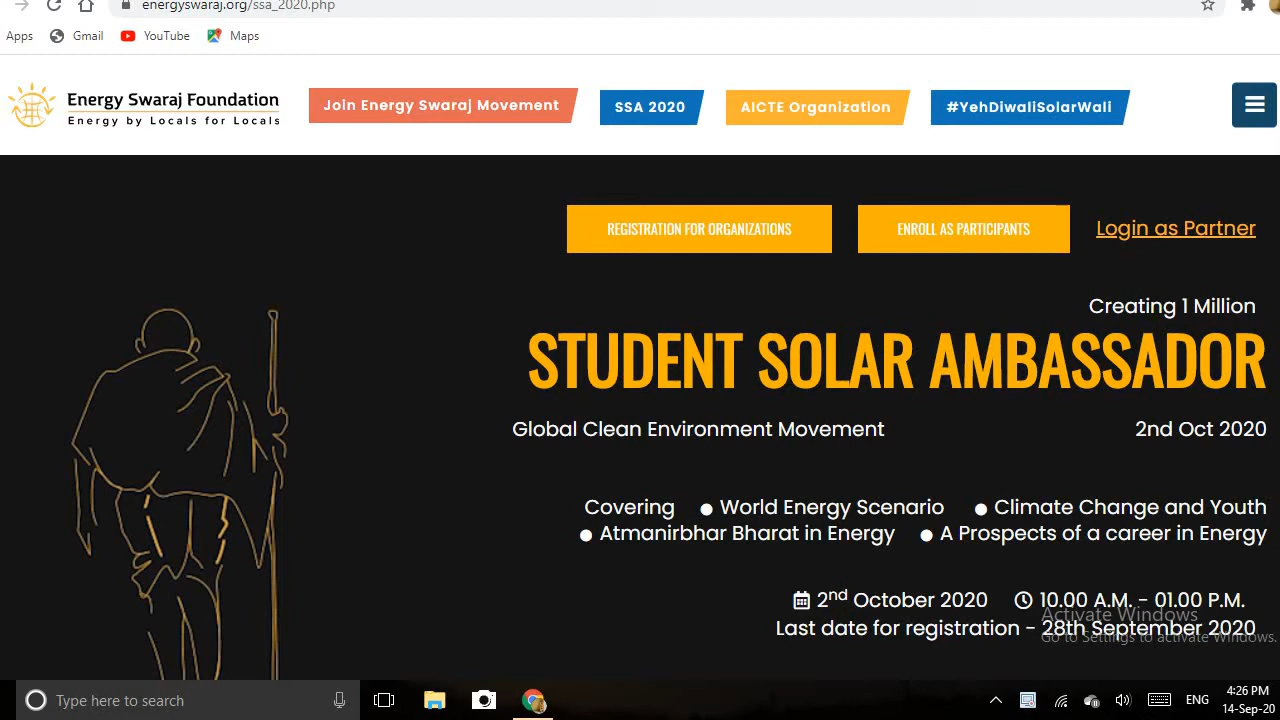 energyswaraj.org/ssa_2020.php
Apps Gmail YouTube Maps
Energy Swaraj Foundation
Energy by Locals for Locals
Join Energy Swaraj Movement
SSA 2020
AICTE Organization
#YehDiwaliSolarWali
REGISTRATION FOR ORGANIZATIONS
ENROLL AS PARTICIPANTS
Login as Partner
Creating 1 Million
STUDENT SOLAR AMBASSADOR
Global Clean Environment Movement 2nd Oct 2020
Covering ● World Energy Scenario ● Climate Change and Youth
● Atmanirbhar Bharat in Energy ● A Prospects of a career in Energy
2nd October 2020 10.00 A.M. - 01.00 P.M.
Last date for registration - 28th September 2020
Activate Windows
Go to Settings to activate Windows.
Type here to search
ENG
4:26 PM
14-Sep-20